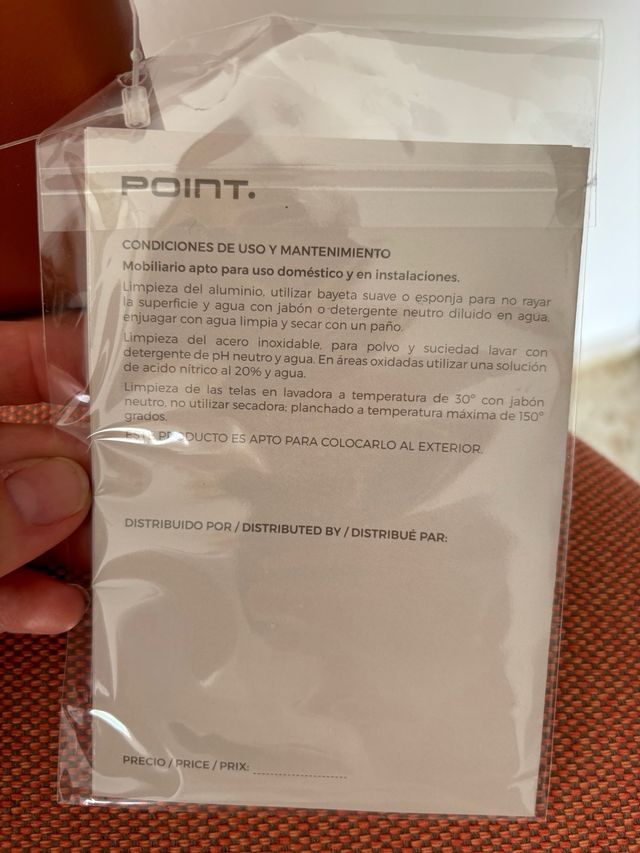 POINT.
CONDICIONES DE USO Y MANTENIMIENTO
Mobiliario apto para uso doméstico y en instalaciones.
Limpieza del aluminio, utilizar bayeta suave o esponja para no rayar
la superficie y agua con jabón o detergente neutro diluido en agua,
enjuagar con agua limpia y secar con un paño.
Limpieza del acero inoxidable, para polvo y suciedad lavar con
detergente de pH neutro y agua. En áreas oxidadas utilizar una solución
de acido nítrico al 20% y agua.
Limpieza de las telas en lavadora a temperatura de 30º con jabón
neutro, no utilizar secadora; planchado a temperatura máxima de 150º
grados.
ESTE PRODUCTO ES APTO PARA COLOCARLO AL EXTERIOR.
DISTRIBUIDO POR / DISTRIBUTED BY / DISTRIBUÉ PAR:
PRECIO / PRICE / PRIX: